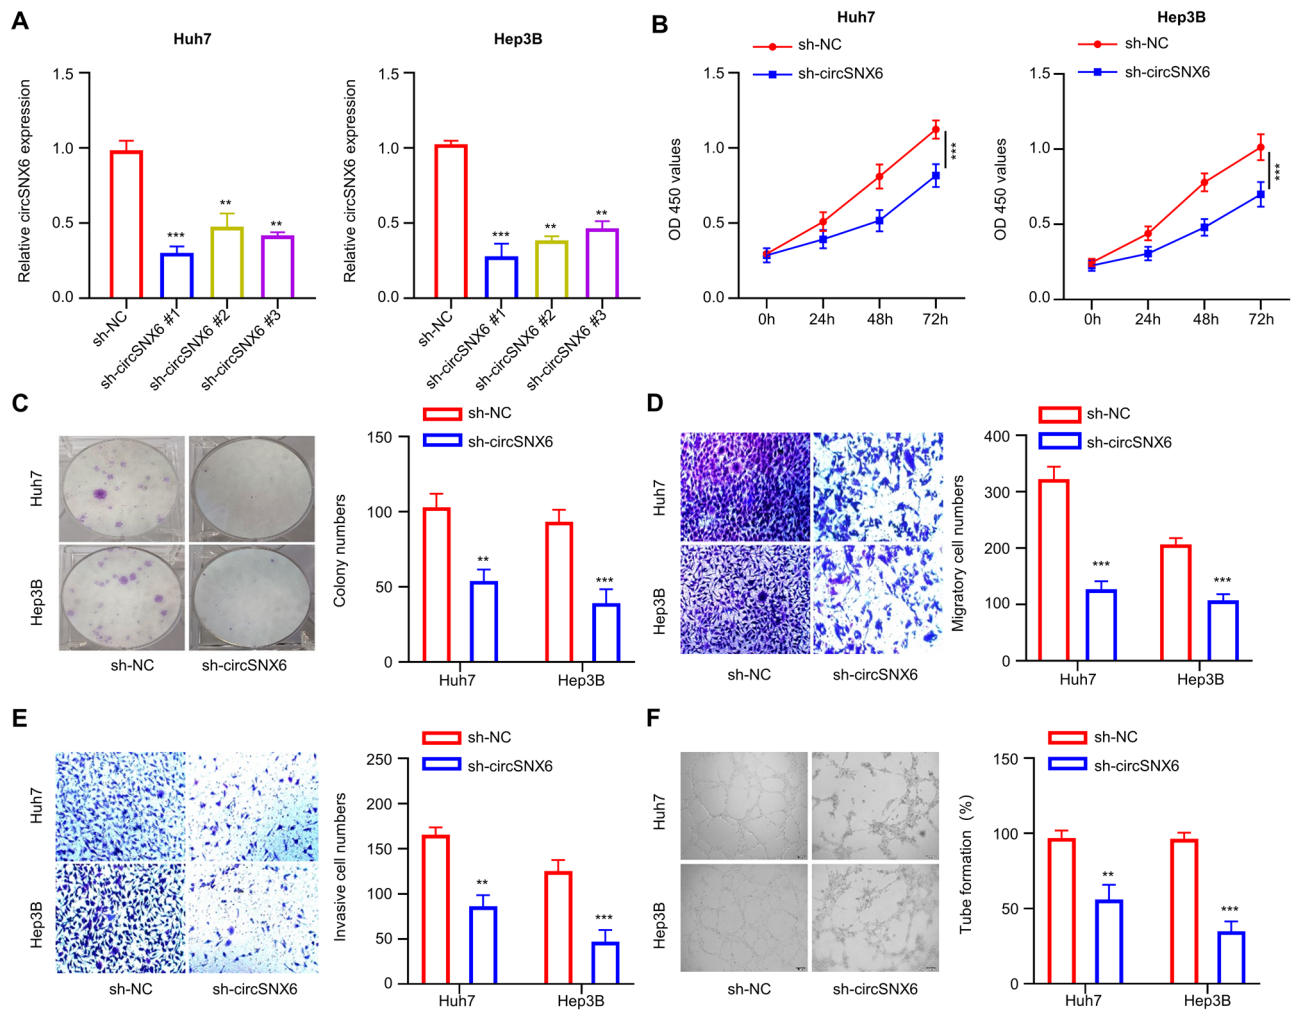 A
Huh7
Relative circSNX6 expression
1.5
1.0
0.5
0.0
***
**
**
sh-NC
sh-circSNX6 #1
sh-circSNX6 #2
sh-circSNX6 #3
Hep3B
Relative circSNX6 expression
1.5
1.0
0.5
0.0
***
**
**
sh-NC
sh-circSNX6 #1
sh-circSNX6 #2
sh-circSNX6 #3
B
Huh7
sh-NC
sh-circSNX6
OD 450 values
1.5
1.0
0.5
0.0
***
0h 24h 48h 72h
Hep3B
sh-NC
sh-circSNX6
OD 450 values
1.5
1.0
0.5
0.0
***
0h 24h 48h 72h
C
Huh7
Hep3B
sh-NC sh-circSNX6
sh-NC
sh-circSNX6
Colony numbers
150
100
50
0
**
***
Huh7 Hep3B
D
Huh7
Hep3B
sh-NC sh-circSNX6
sh-NC
sh-circSNX6
Migratory cell numbers
400
300
200
100
0
***
***
Huh7 Hep3B
E
Huh7
Hep3B
sh-NC sh-circSNX6
sh-NC
sh-circSNX6
Invasive cell numbers
250
200
150
100
50
0
**
***
Huh7 Hep3B
F
Huh7
Hep3B
sh-NC sh-circSNX6
sh-NC
sh-circSNX6
Tube formation (%)
150
100
50
0
**
***
Huh7 Hep3B